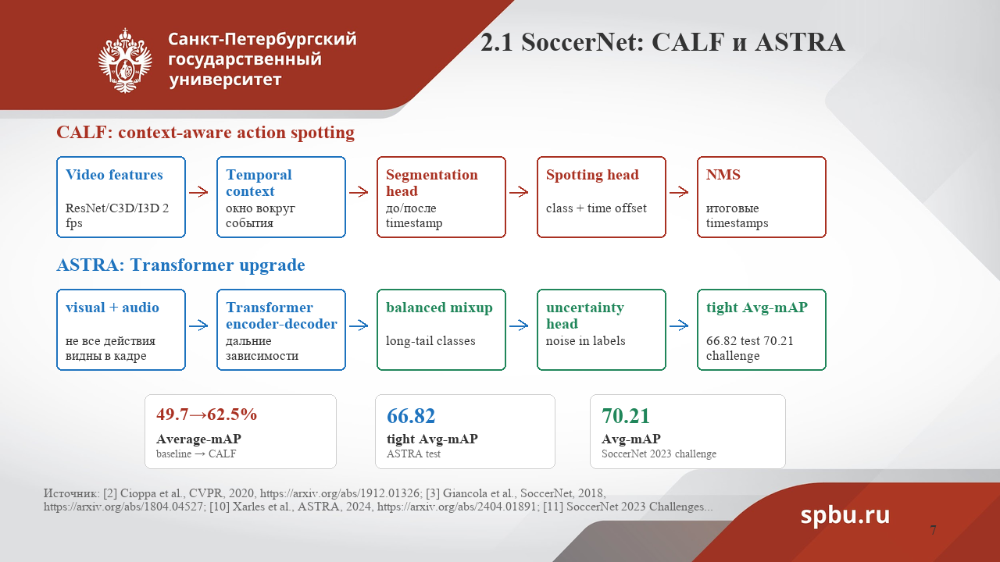 Санкт-Петербургский
государственный
университет
2.1 SoccerNet: CALF и ASTRA
CALF: context-aware action spotting
Video features
ResNet/C3D/I3D 2
fps
Temporal
context
окно вокруг
события
Segmentation
head
до/после
timestamp
Spotting head
class + time offset
NMS
итоговые
timestamps
ASTRA: Transformer upgrade
visual + audio
не все действия
видны в кадре
Transformer
encoder-decoder
дальние
зависимости
balanced mixup
long-tail classes
uncertainty
head
noise in labels
tight Avg-mAP
66.82 test 70.21
challenge
49.7→62.5%
Average-mAP
baseline → CALF
66.82
tight Avg-mAP
ASTRA test
70.21
Avg-mAP
SoccerNet 2023 challenge
Источник: [2] Cioppa et al., CVPR, 2020, https://arxiv.org/abs/1912.01326; [3] Giancola et al., SoccerNet, 2018,
https://arxiv.org/abs/1804.04527; [10] Xarles et al., ASTRA, 2024, https://arxiv.org/abs/2404.01891; [11] SoccerNet 2023 Challenges...
spbu.ru
7